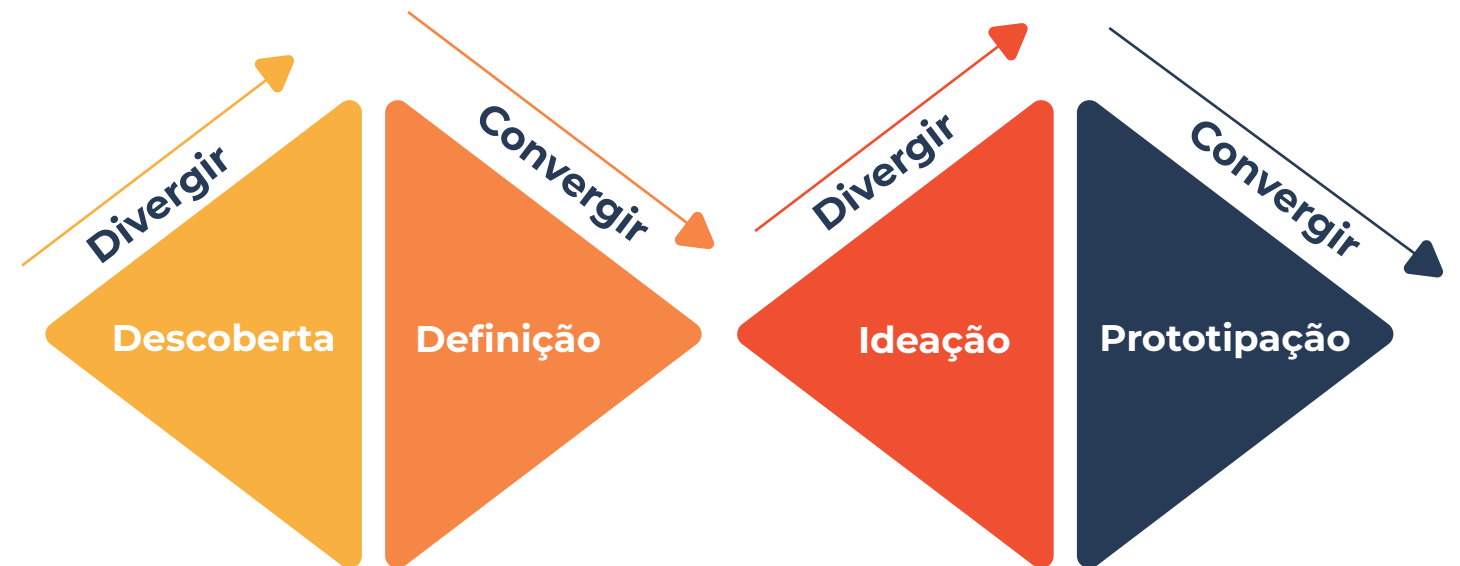 Divergir
Convergir
Divergir
Convergir
Descoberta
Definição
Ideação
Prototipação